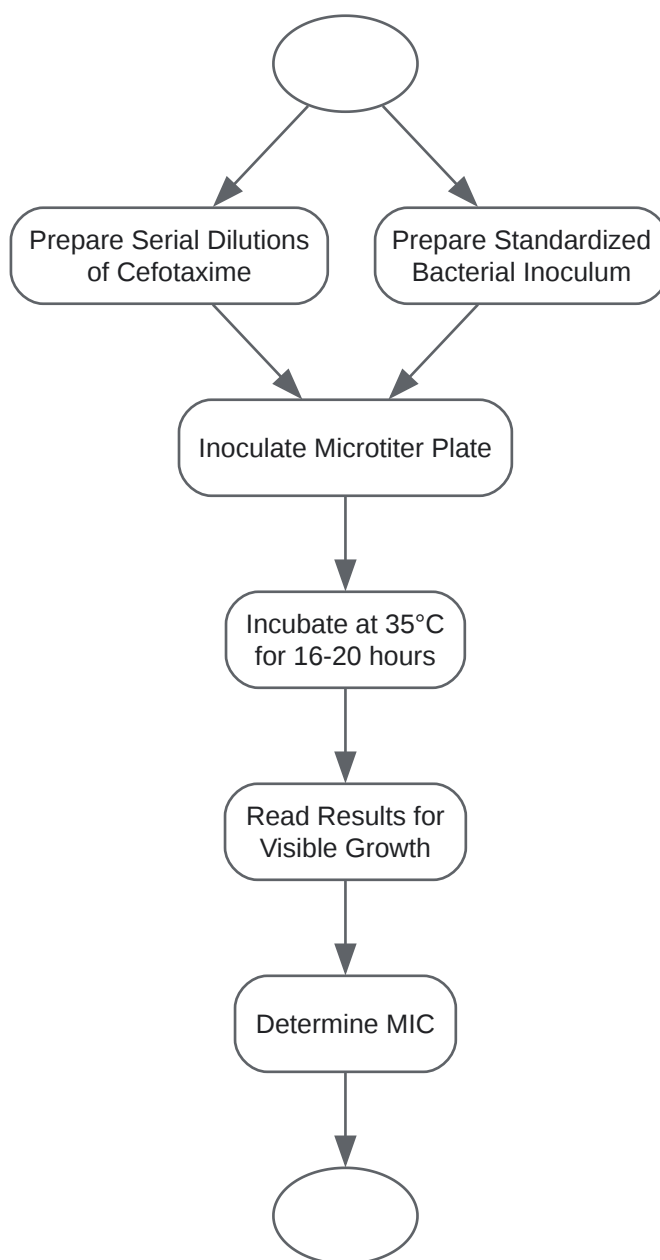 Prepare Serial Dilutions
of Cefotaxime
Prepare Standardized
Bacterial Inoculum
Inoculate Microtiter Plate
Incubate at 35°C
for 16-20 hours
Read Results for
Visible Growth
Determine MIC